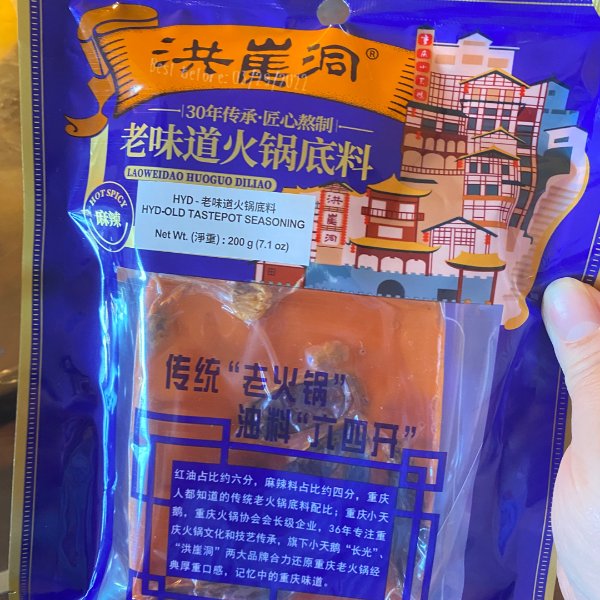 洪崖洞®
Best Before:
30年传承·匠心熬制
老味道火锅底料
LAOWEIDAO HUOGUO DILIAO
HOT SPICY
麻辣
HYD - 老味道火锅底料
HYD-OLD TASTEPOT SEASONING
Net Wt. (淨重) : 200 g (7.1 oz)
洪崖洞
传统“老火锅”
油料“六四开”
红油占比约六分，麻辣料占比约四分，重庆
人都知道的传统老火锅底料配比；重庆小天
鹅，重庆火锅协会会长级企业，36年专注重
庆火锅文化和技艺传承，旗下小天鹅“长光”、
“洪崖洞”两大品牌合力还原重庆老火锅经
典厚重口感，记忆中的重庆味道。